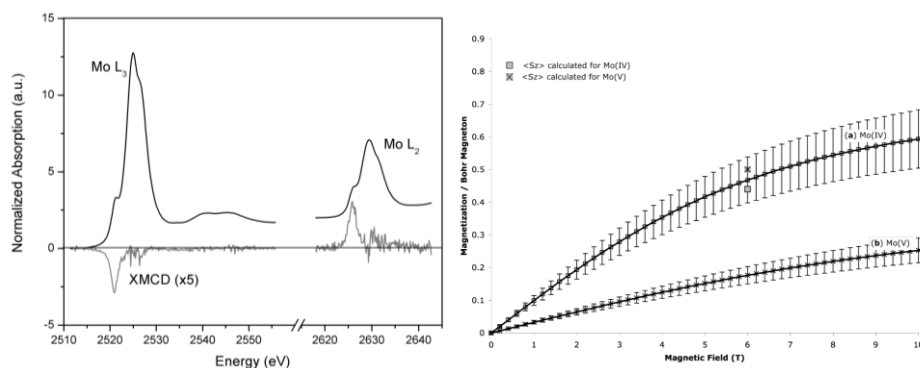 Normalized Absorption (a.u.)
15
10
5
0
-5
Mo L3
Mo L2
XMCD (x5)
2510 2520 2530 2540 2550 2620 2630 2640
Energy (eV)
Magnetization / Bohr Magneton
0.9
0.8
0.7
0.6
0.5
0.4
0.3
0.2
0.1
0
<Sz> calculated for Mo(IV)
<Sz> calculated for Mo(V)
(a) Mo(IV)
(b) Mo(V)
0 1 2 3 4 5 6 7 8 9 10
Magnetic Field (T)